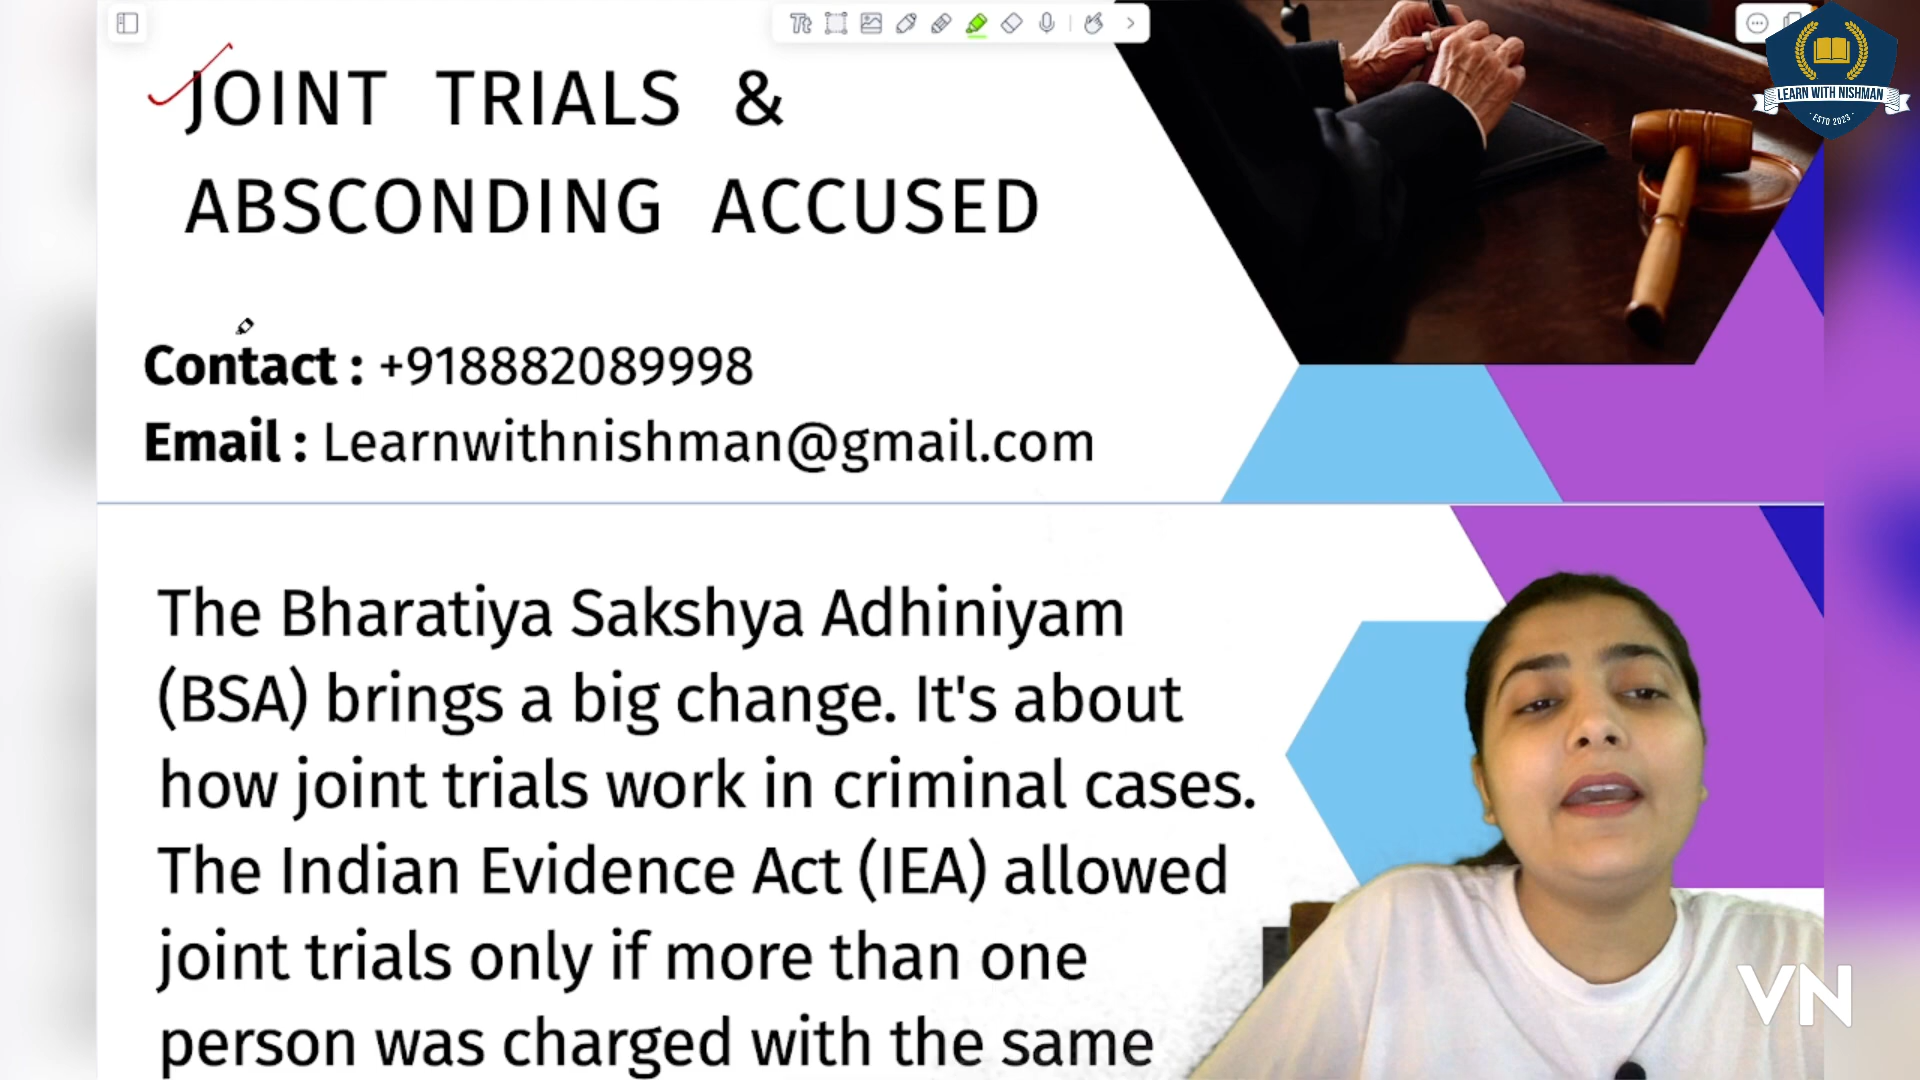 JOINT TRIALS &
ABSCONDING ACCUSED
Contact : +918882089998
Email : Learnwithnishman@gmail.com
The Bharatiya Sakshya Adhiniyam
(BSA) brings a big change. It's about
how joint trials work in criminal cases.
The Indian Evidence Act (IEA) allowed
joint trials only if more than one
person was charged with the same
Tt
LEARN WITH NISHMAN
ESTD 2023
VN